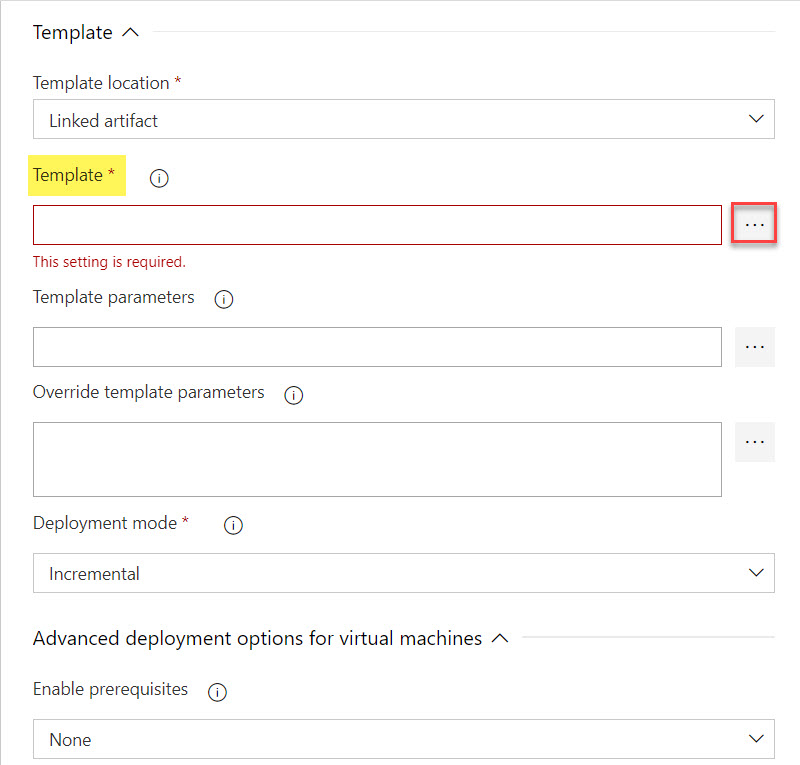 Template
Template location *
Linked artifact
Template *
...
This setting is required.
Template parameters
...
Override template parameters
...
Deployment mode *
Incremental
Advanced deployment options for virtual machines
Enable prerequisites
None